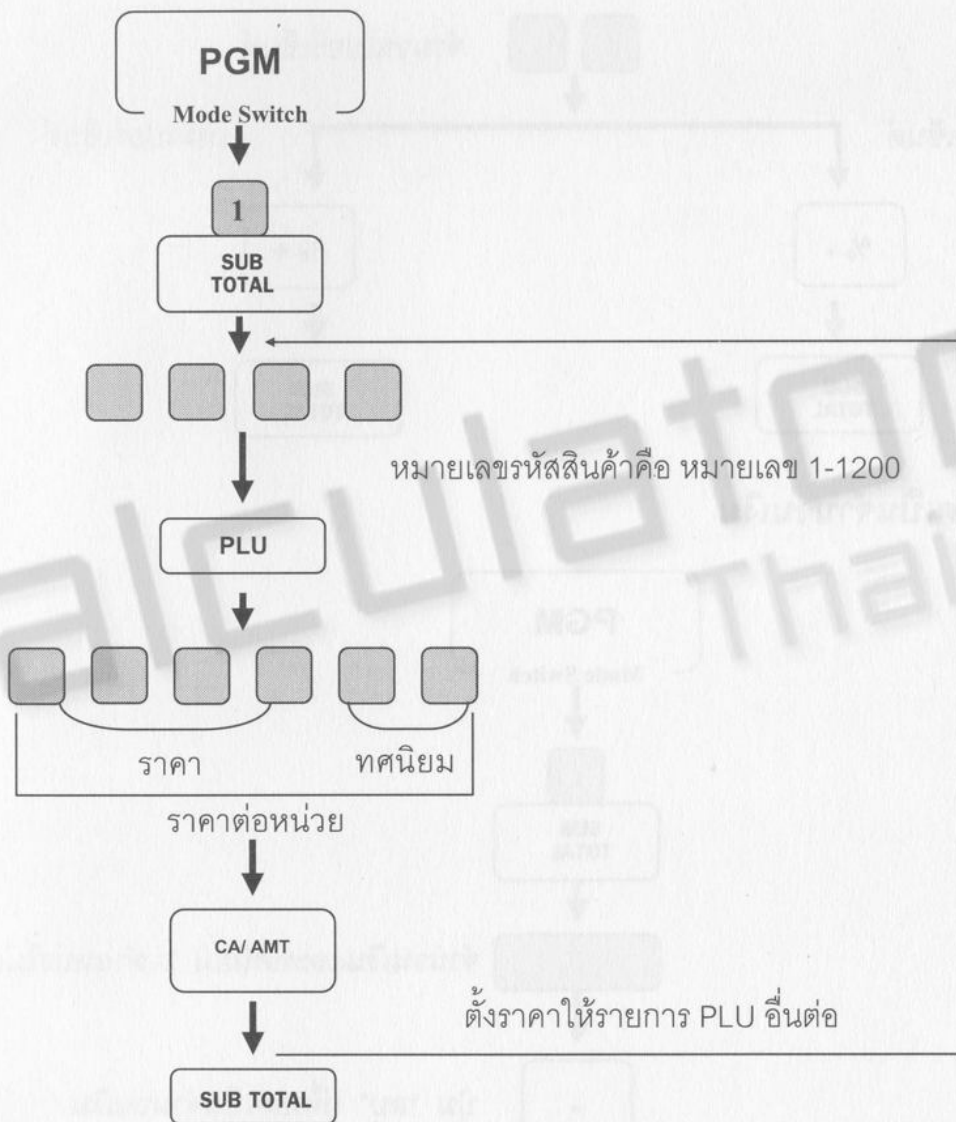 PGM
Mode Switch
1
SUB
TOTAL
หมายเลขรหัสสินค้าคือ หมายเลข 1-1200
PLU
ราคา
ทศนิยม
ราคาต่อหน่วย
CA/ AMT
ตั้งราคาให้รายการ PLU อื่นต่อ
SUB TOTAL
alculator
Thai